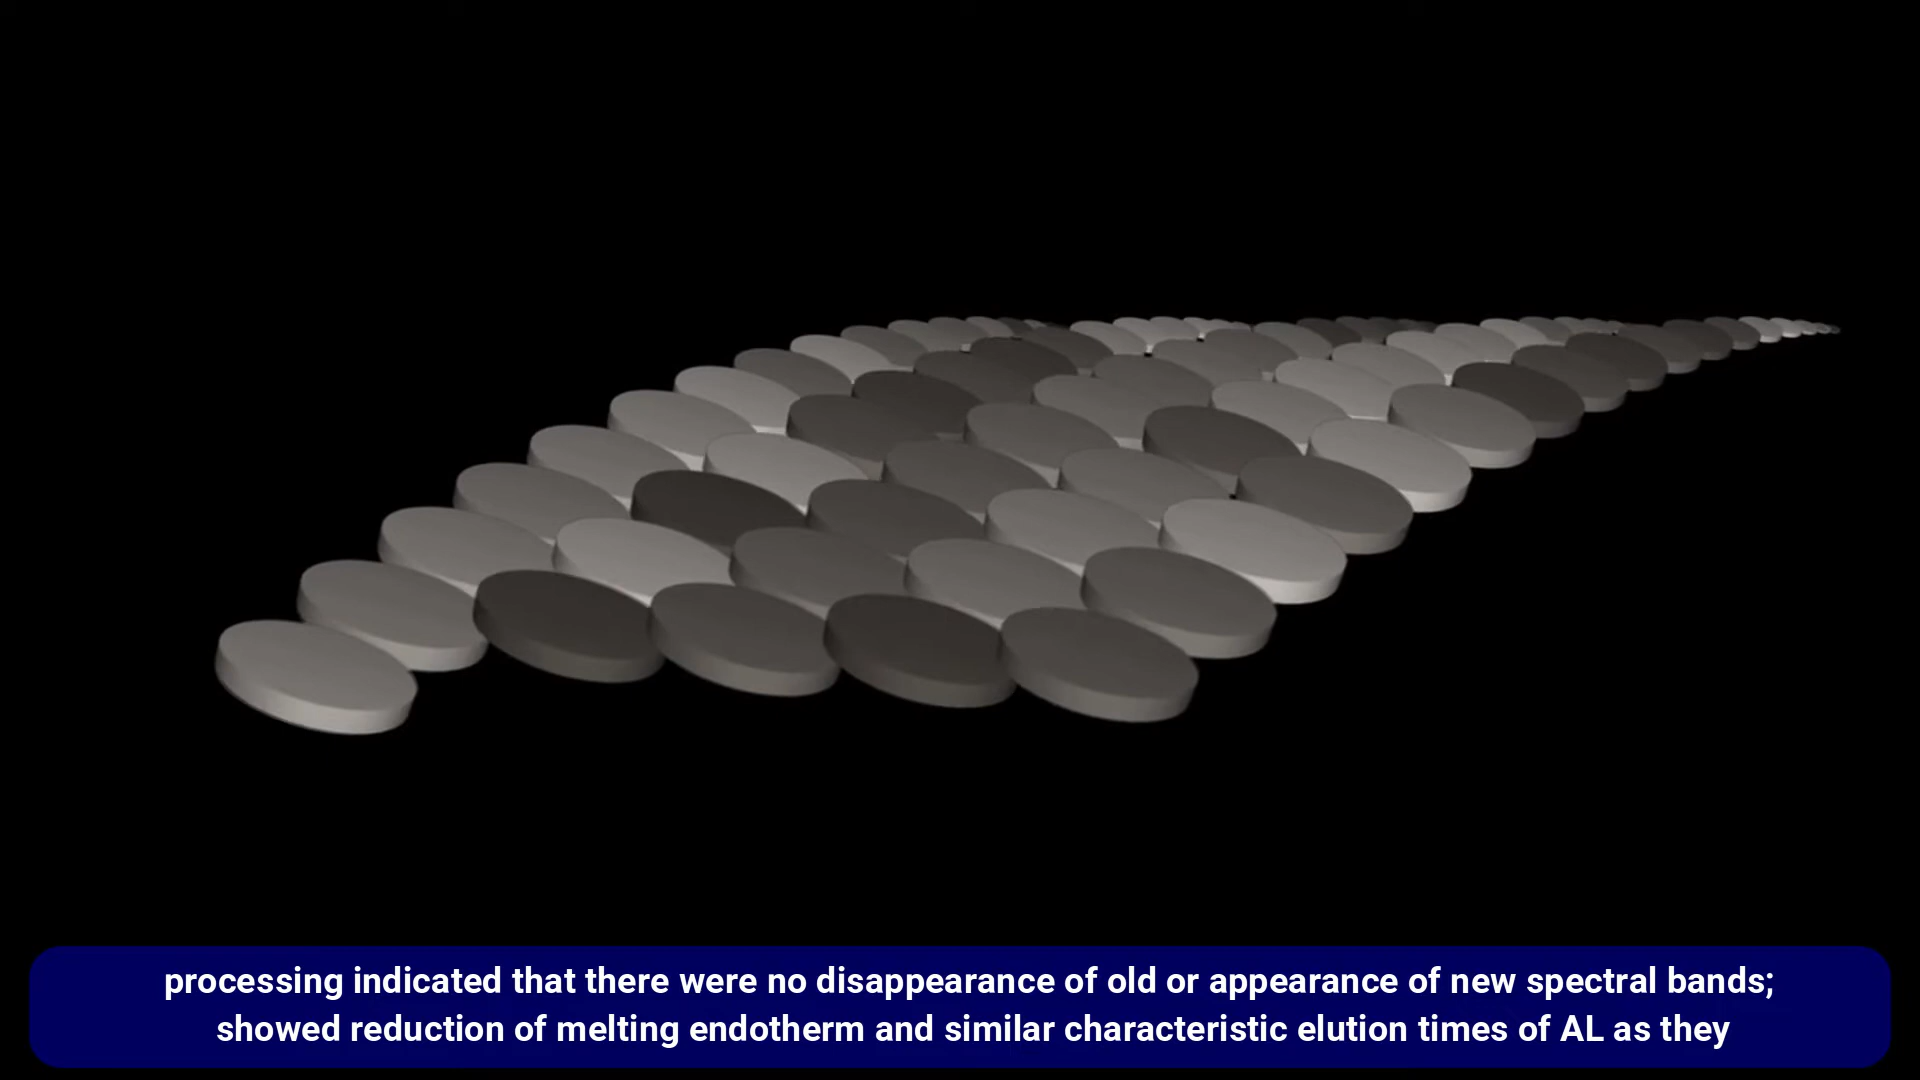 processing indicated that there were no disappearance of old or appearance of new spectral bands;
showed reduction of melting endotherm and similar characteristic elution times of AL as they